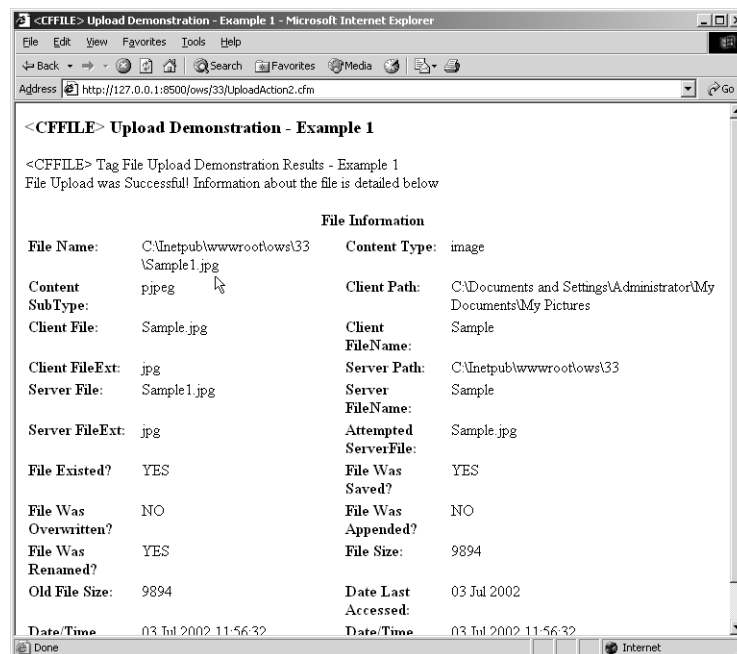 <CFFILE> Upload Demonstration - Example 1 - Microsoft Internet Explorer
File Edit View Favorites Tools Help
Back Search Favorites Media
Address http://127.0.0.1:8500/ows/33/UploadAction2.cfm Go
<CFFILE> Upload Demonstration - Example 1
<CFFILE> Tag File Upload Demonstration Results - Example 1
File Upload was Successful! Information about the file is detailed below
File Information
File Name: C:\Inetpub\wwwroot\ows\33 Content Type: image
\Sample1.jpg
Content pjpeg Client Path: C:\Documents and Settings\Administrator\My
SubType: Documents\My Pictures
Client File: Sample.jpg Client Sample
FileName:
Client FileExt: jpg Server Path: C:\Inetpub\wwwroot\ows\33
Server File: Sample1.jpg Server Sample
FileName:
Server FileExt: jpg Attempted Sample.jpg
ServerFile:
File Existed? YES File Was YES
Saved?
File Was NO File Was NO
Overwritten? Appended?
File Was YES File Size: 9894
Renamed?
Old File Size: 9894 Date Last 03 Jul 2002
Accessed:
Date/Time 03 Jul 2002 11:56:32 Date/Time 03 Jul 2002 11:56:32
Done Internet